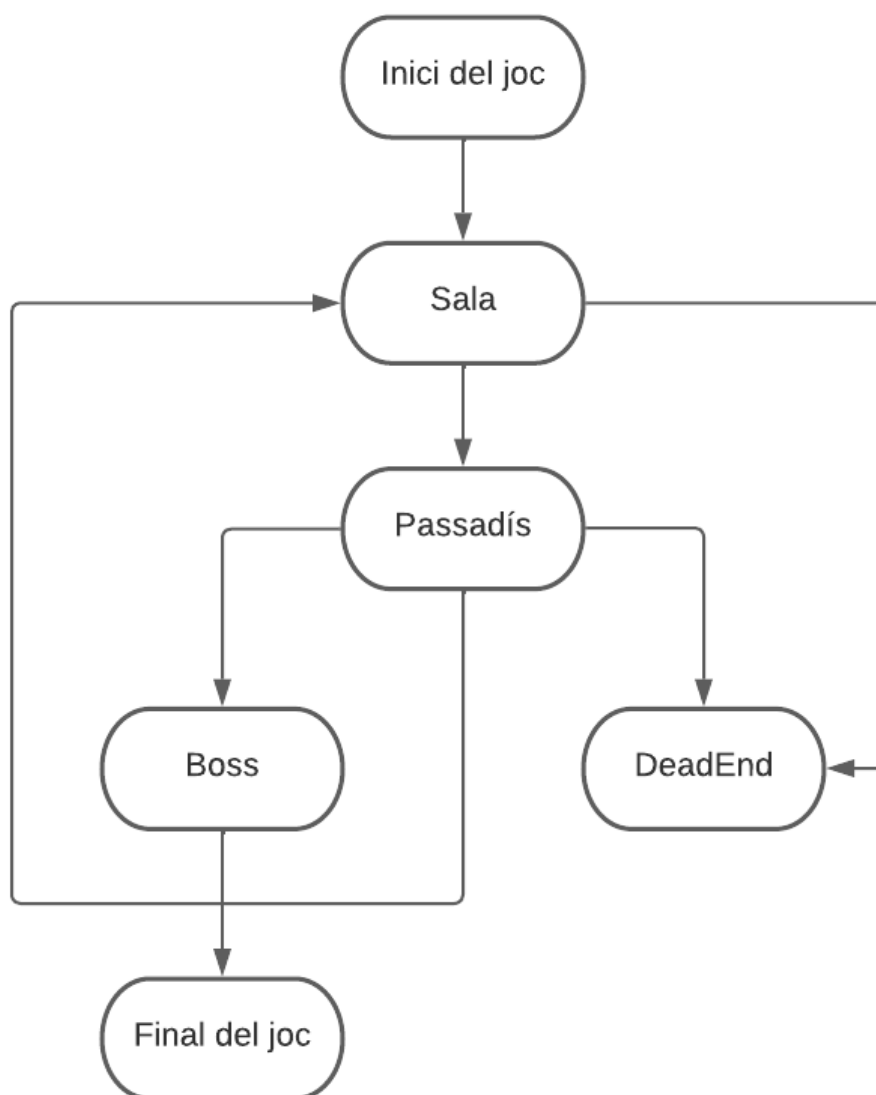 Inici del joc
Sala
Passadís
Boss
DeadEnd
Final del joc